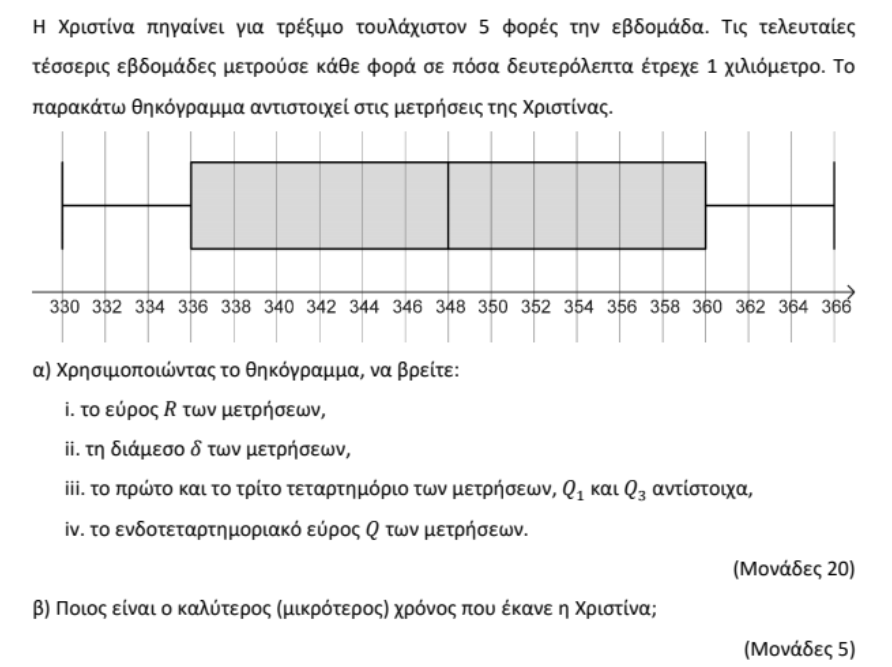 Η Χριστίνα πηγαίνει για τρέξιμο τουλάχιστον 5 φορές την εβδομάδα. Τις τελευταίες
τέσσερις εβδομάδες μετρούσε κάθε φορά σε πόσα δευτερόλεπτα έτρεχε 1 χιλιόμετρο. Το
παρακάτω θηκόγραμμα αντιστοιχεί στις μετρήσεις της Χριστίνας.
330 332 334 336 338 340 342 344 346 348 350 352 354 356 358 360 362 364 366
α) Χρησιμοποιώντας το θηκόγραμμα, να βρείτε:
i. το εύρος R των μετρήσεων,
ii. τη διάμεσο δ των μετρήσεων,
iii. το πρώτο και το τρίτο τεταρτημόριο των μετρήσεων, Q₁ και Q₃ αντίστοιχα,
iv. το ενδοτεταρτημοριακό εύρος Q των μετρήσεων.
(Μονάδες 20)
β) Ποιος είναι ο καλύτερος (μικρότερος) χρόνος που έκανε η Χριστίνα;
(Μονάδες 5)